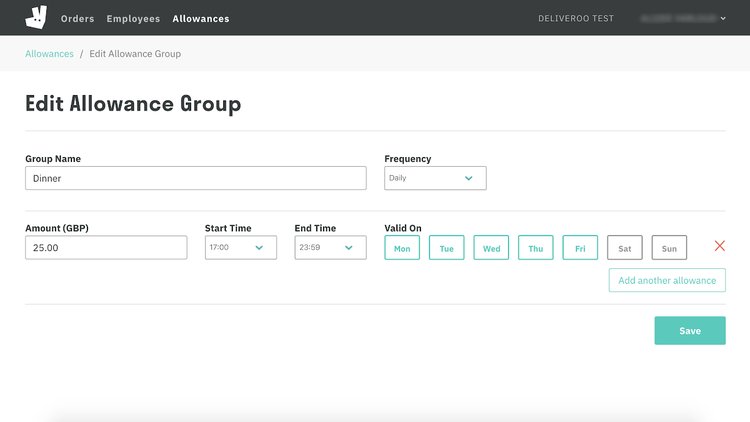 Orders Employees Allowances DELIVEROO TEST
Allowances / Edit Allowance Group
Edit Allowance Group
Group Name Frequency
Dinner Daily
Amount (GBP) Start Time End Time Valid On
25.00 17:00 23:59 Mon Tue Wed Thu Fri Sat Sun
Add another allowance
Save